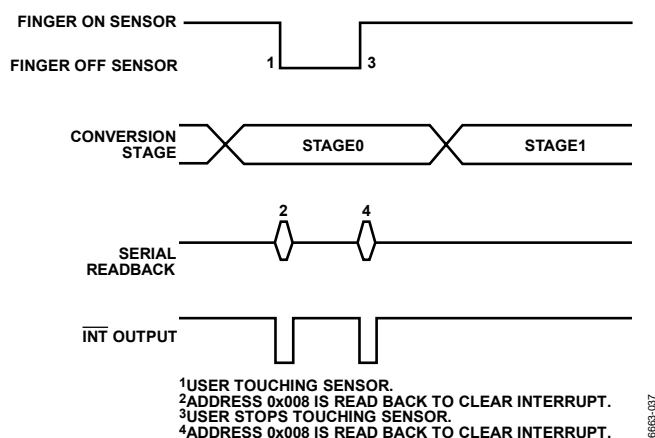 FINGER ON SENSOR
FINGER OFF SENSOR
1
3
CONVERSION
STAGE
STAGE0
STAGE1
2
4
SERIAL
READBACK
INT OUTPUT
1USER TOUCHING SENSOR.
2ADDRESS 0x008 IS READ BACK TO CLEAR INTERRUPT.
3USER STOPS TOUCHING SENSOR.
4ADDRESS 0x008 IS READ BACK TO CLEAR INTERRUPT.
6663-037